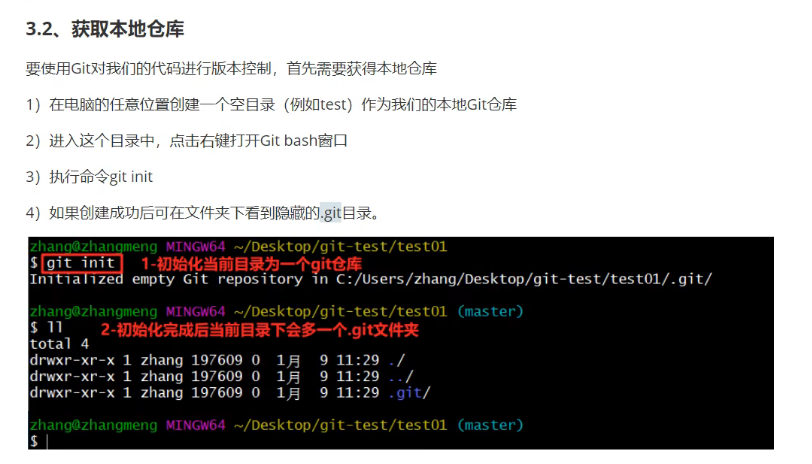 3.2、获取本地仓库
要使用Git对我们的代码进行版本控制，首先需要获得本地仓库
1）在电脑的任意位置创建一个空目录（例如test）作为我们的本地Git仓库
2）进入这个目录中，点击右键打开Git bash窗口
3）执行命令git init
4）如果创建成功后可在文件夹下看到隐藏的.git目录。
zhang@zhangmeng MINGW64 ~/Desktop/git-test/test01
$ git init 1-初始化当前目录为一个git仓库
Initialized empty Git repository in C:/Users/zhang/Desktop/git-test/test01/.git/
zhang@zhangmeng MINGW64 ~/Desktop/git-test/test01 (master)
$ ll 2-初始化完成后当前目录下会多一个.git文件夹
total 4
drwxr-xr-x 1 zhang 197609 0 1月 9 11:29 ./
drwxr-xr-x 1 zhang 197609 0 1月 9 11:29 ../
drwxr-xr-x 1 zhang 197609 0 1月 9 11:29 .git/
zhang@zhangmeng MINGW64 ~/Desktop/git-test/test01 (master)
$